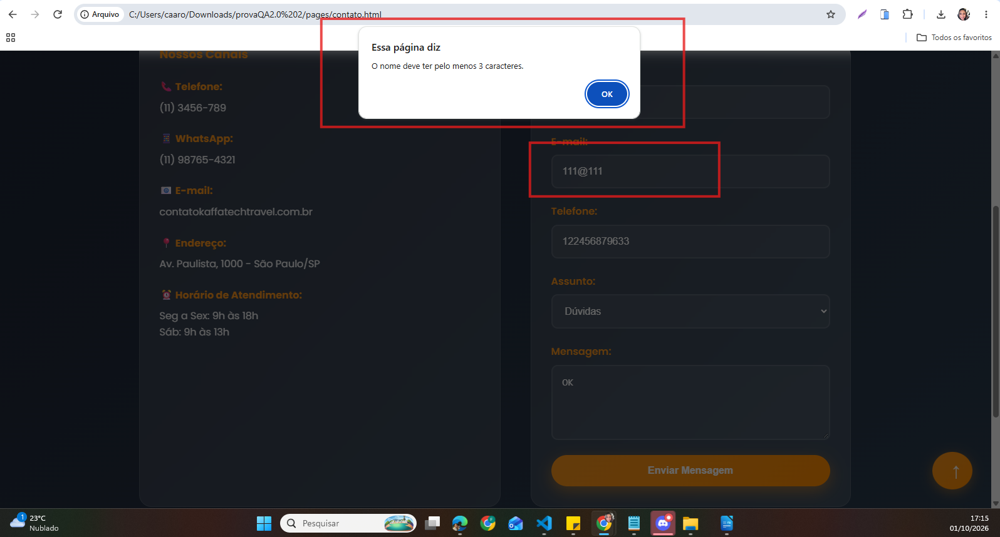 Arquivo
C:/Users/caaro/Downloads/provaQA2.0%202/pages/contato.html
Todos os favoritos
Essa página diz
O nome deve ter pelo menos 3 caracteres.
OK
Nossos Canais
Telefone:
(11) 3456-789
WhatsApp:
(11) 98765-4321
E-mail:
contatokaffatechtravel.com.br
Endereço:
Av. Paulista, 1000 - São Paulo/SP
Horário de Atendimento:
Seg a Sex: 9h às 18h
Sáb: 9h às 13h
E-mail:
111@111
Telefone:
122456879633
Assunto:
Dúvidas
Mensagem:
OK
Enviar Mensagem
↑
1
23°C
Nublado
Pesquisar
17:15
01/10/2026